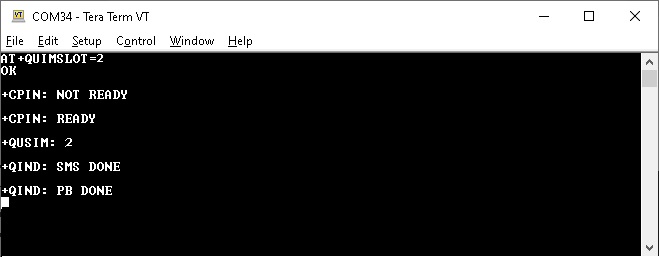 COM34 - Tera Term VT
File Edit Setup Control Window Help
AT+QUIMSLOT=2
OK
+CPIN: NOT READY
+CPIN: READY
+QUSIM: 2
+QIND: SMS DONE
+QIND: PB DONE